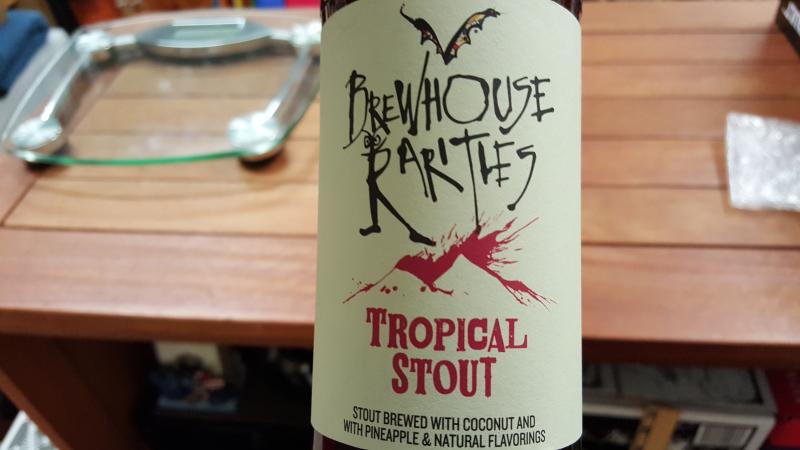 BREWHOUSE
RARITIES
TROPICAL
STOUT
STOUT BREWED WITH COCONUT AND
WITH PINEAPPLE & NATURAL FLAVORINGS